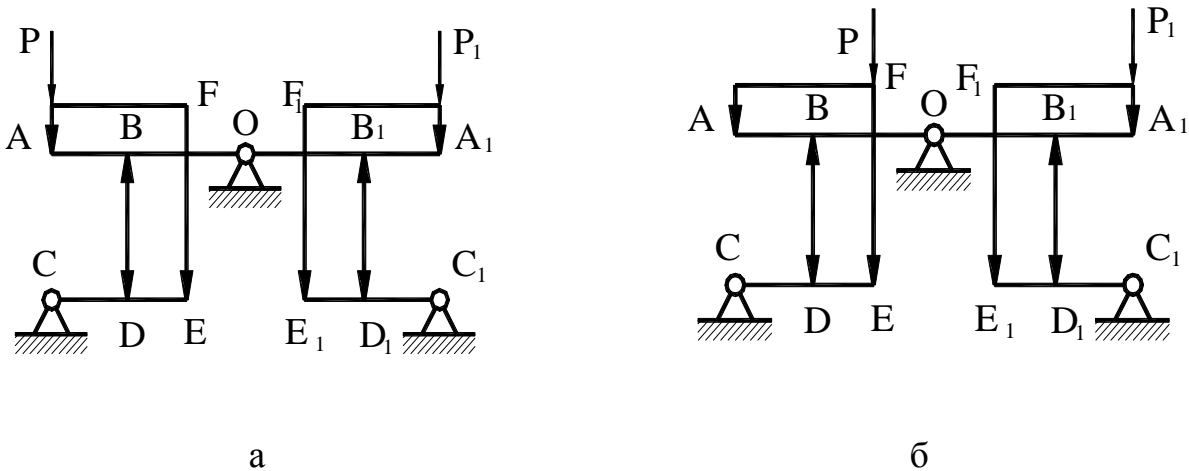 P P₁ P P₁
F F₁ F F₁
A B O B₁ A₁ A B O B₁ A₁
C C₁ C C₁
D E E₁ D₁ D E E₁ D₁
а б